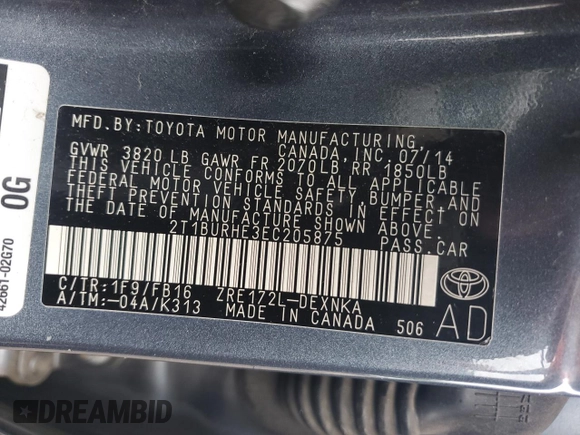 MFD.BY:TOYOTA MOTOR MANUFACTURING,
CANADA, INC. 07/14
GVWR 3820 LB GAWR FR 2070LB RR 1850LB
THIS VEHICLE CONFORMS TO ALL APPLICABLE
FEDERAL MOTOR VEHICLE SAFETY, BUMPER, AND
THEFT PREVENTION STANDARDS IN EFFECT ON
THE DATE OF MANUFACTURE SHOWN ABOVE.
2T1BURHE3EC205875 PASS.CAR
C/TR:1F9/FB16 ZRE172L-DEXNKA
A/TM:-04A/K313 MADE IN CANADA 506 AD
42661-02G70
0G
DREAMBID